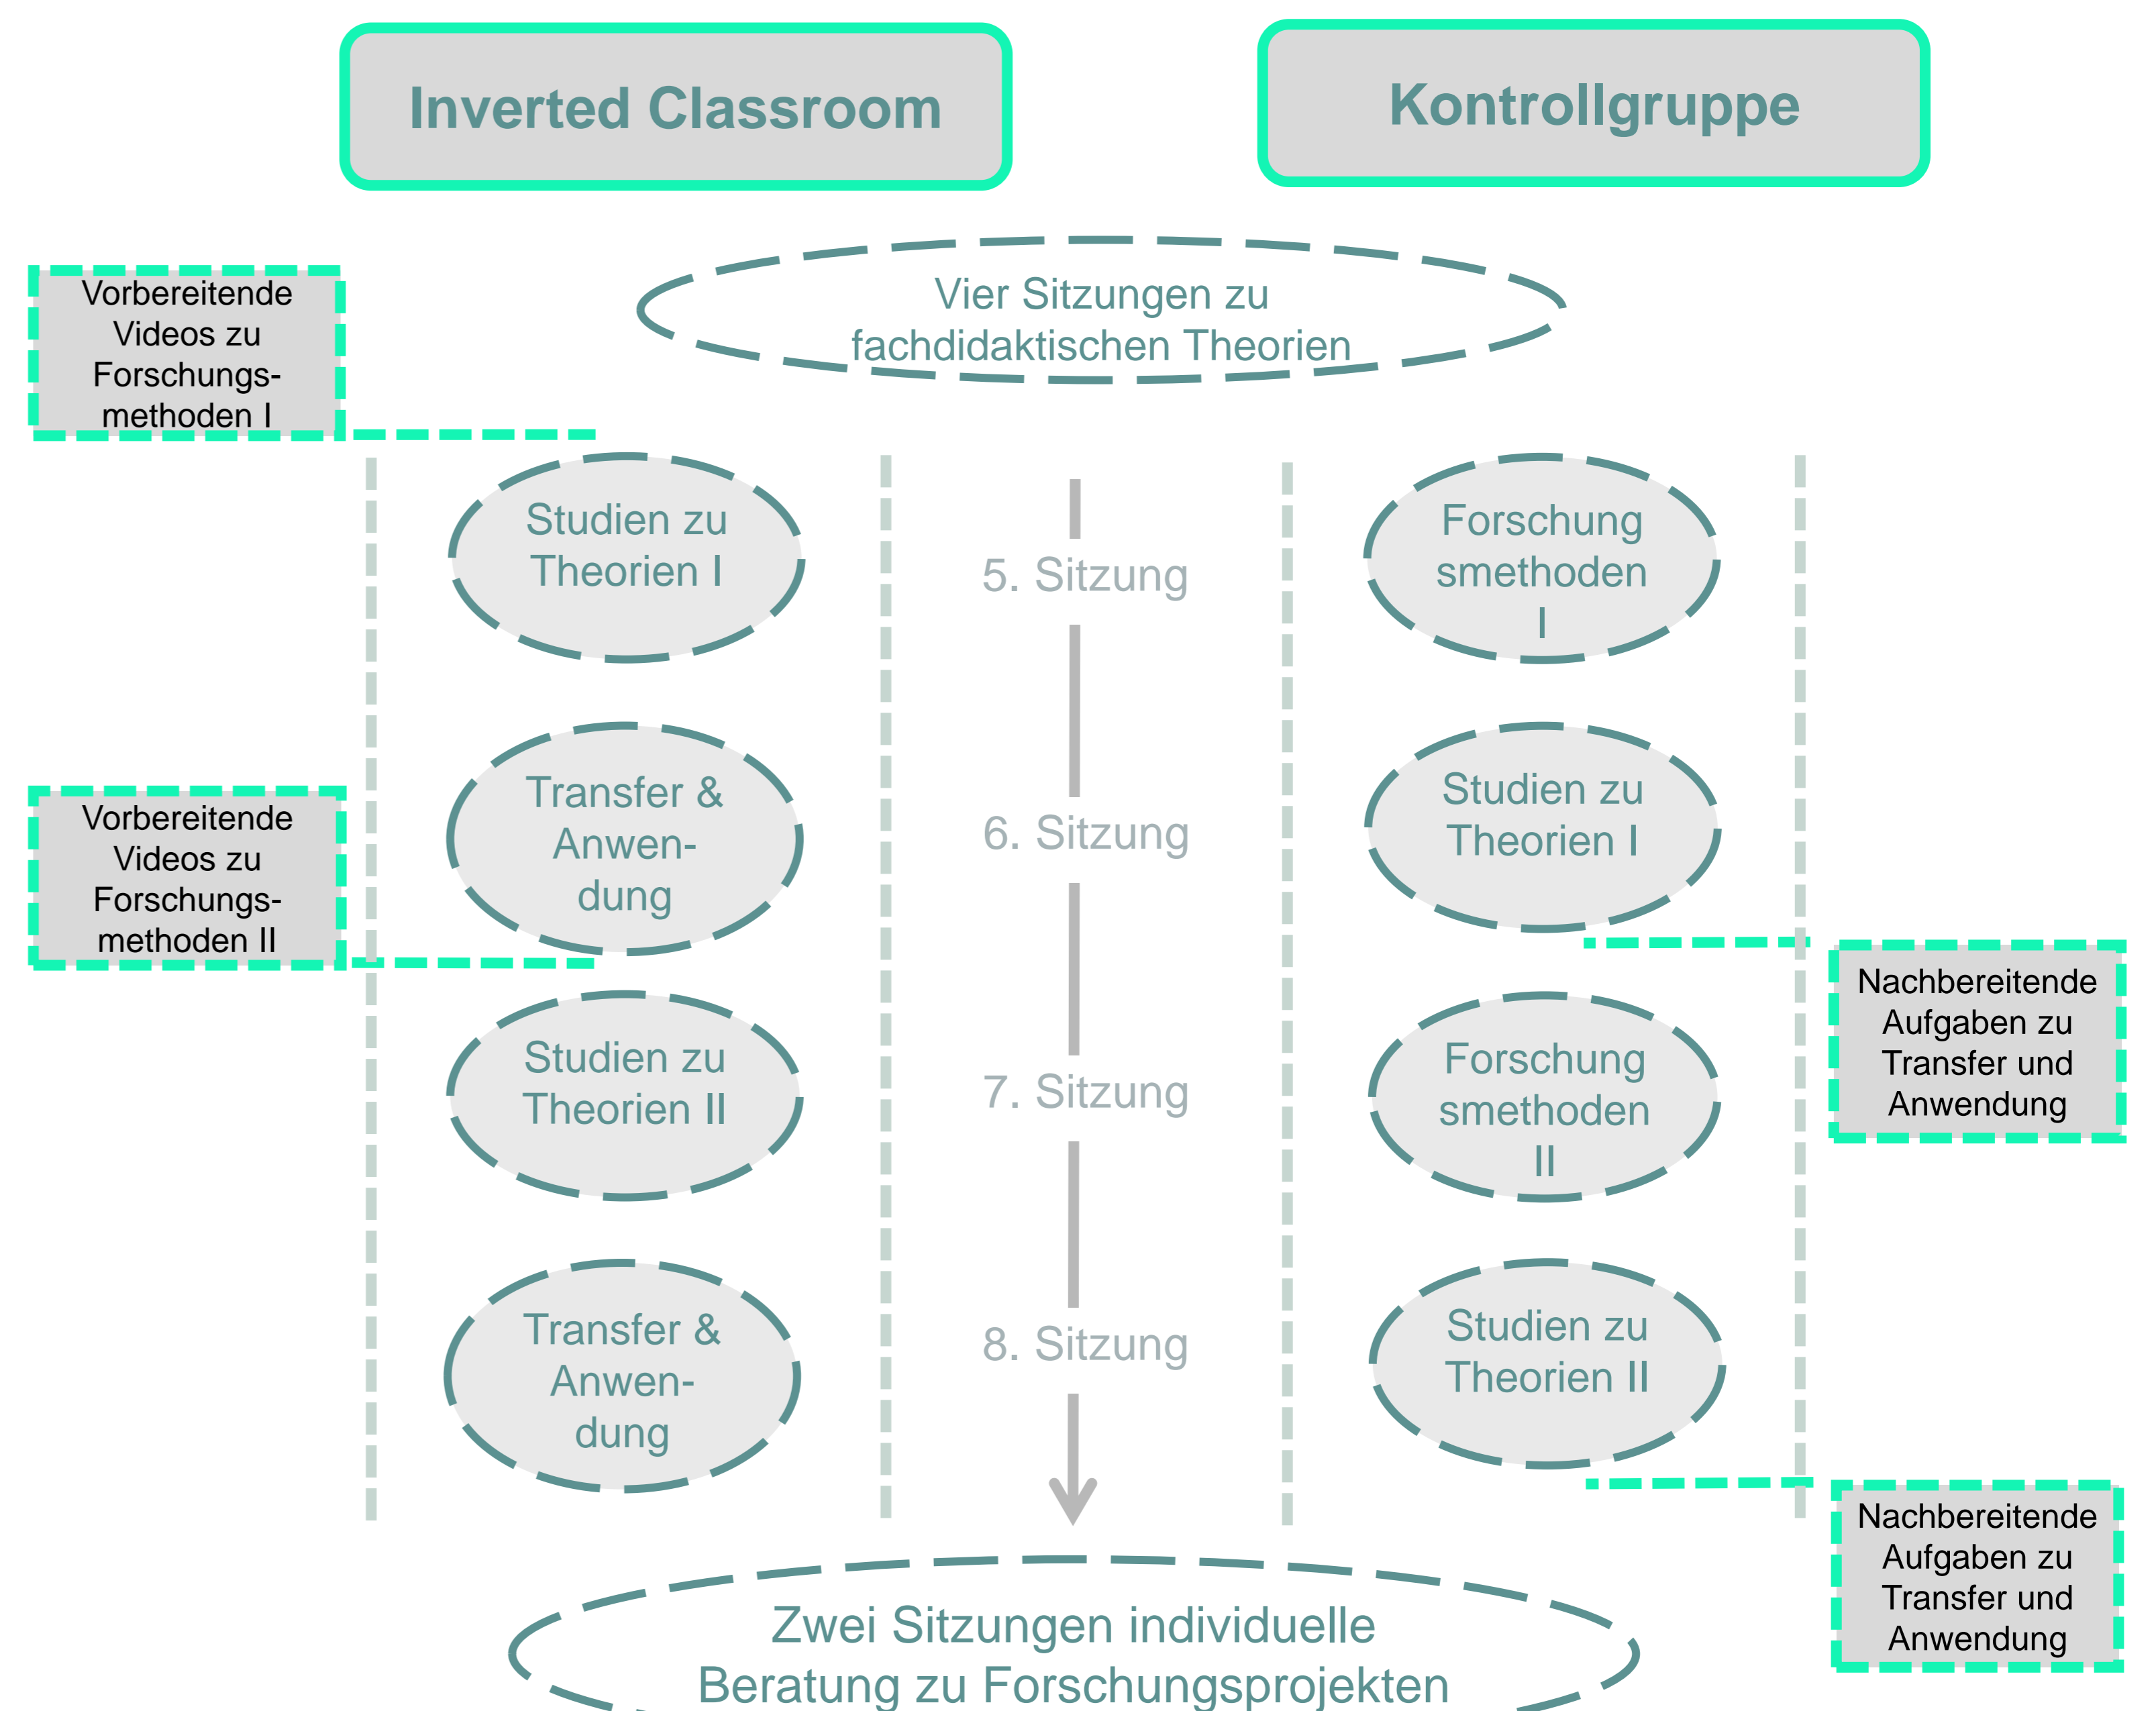 Inverted Classroom
Kontrollgruppe
Vier Sitzungen zu
fachdidaktischen Theorien
Vorbereitende
Videos zu
Forschungs-
methoden I
Studien zu
Theorien I
5. Sitzung
Forschung
smethoden
I
Transfer &
Anwen-
dung
6. Sitzung
Studien zu
Theorien I
Vorbereitende
Videos zu
Forschungs-
methoden II
Nachbereitende
Aufgaben zu
Transfer und
Anwendung
Studien zu
Theorien II
7. Sitzung
Forschung
smethoden
II
Transfer &
Anwen-
dung
8. Sitzung
Studien zu
Theorien II
Nachbereitende
Aufgaben zu
Transfer und
Anwendung
Zwei Sitzungen individuelle
Beratung zu Forschungsprojekten